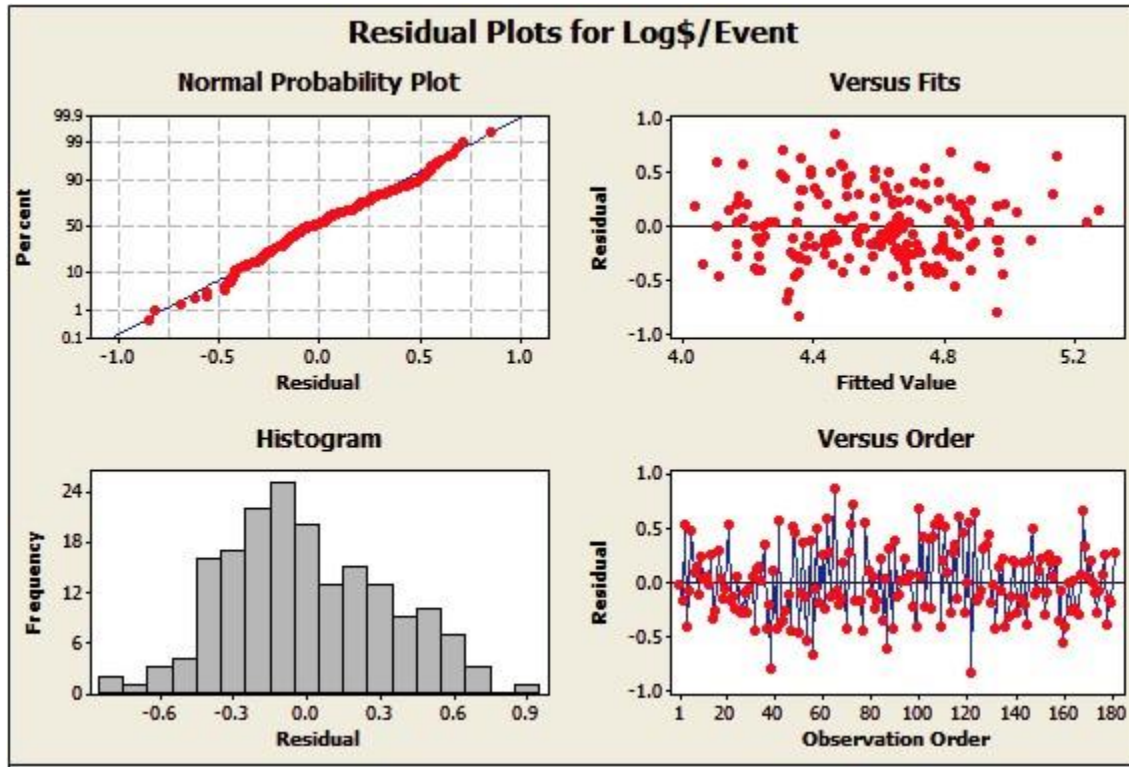 Residual Plots for Log$/Event
Normal Probability Plot
Percent
99.9
99
90
50
10
1
0.1
-1.0 -0.5 0.0 0.5 1.0
Residual
Versus Fits
Residual
1.0
0.5
0.0
-0.5
-1.0
4.0 4.4 4.8 5.2
Fitted Value
Histogram
Frequency
24
18
12
6
0
-0.6 -0.3 0.0 0.3 0.6 0.9
Residual
Versus Order
Residual
1.0
0.5
0.0
-0.5
-1.0
1 20 40 60 80 100 120 140 160 180
Observation Order